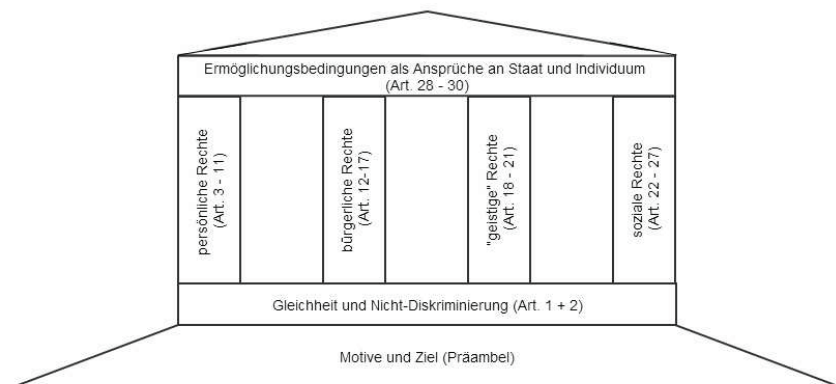 Ermöglichungsbedingungen als Ansprüche an Staat und Individuum
(Art. 28 - 30)
persönliche Rechte
(Art. 3 - 11)
bürgerliche Rechte
(Art. 12-17)
"geistige" Rechte
(Art. 18 - 21)
soziale Rechte
(Art. 22 - 27)
Gleichheit und Nicht-Diskriminierung (Art. 1 + 2)
Motive und Ziel (Präambel)